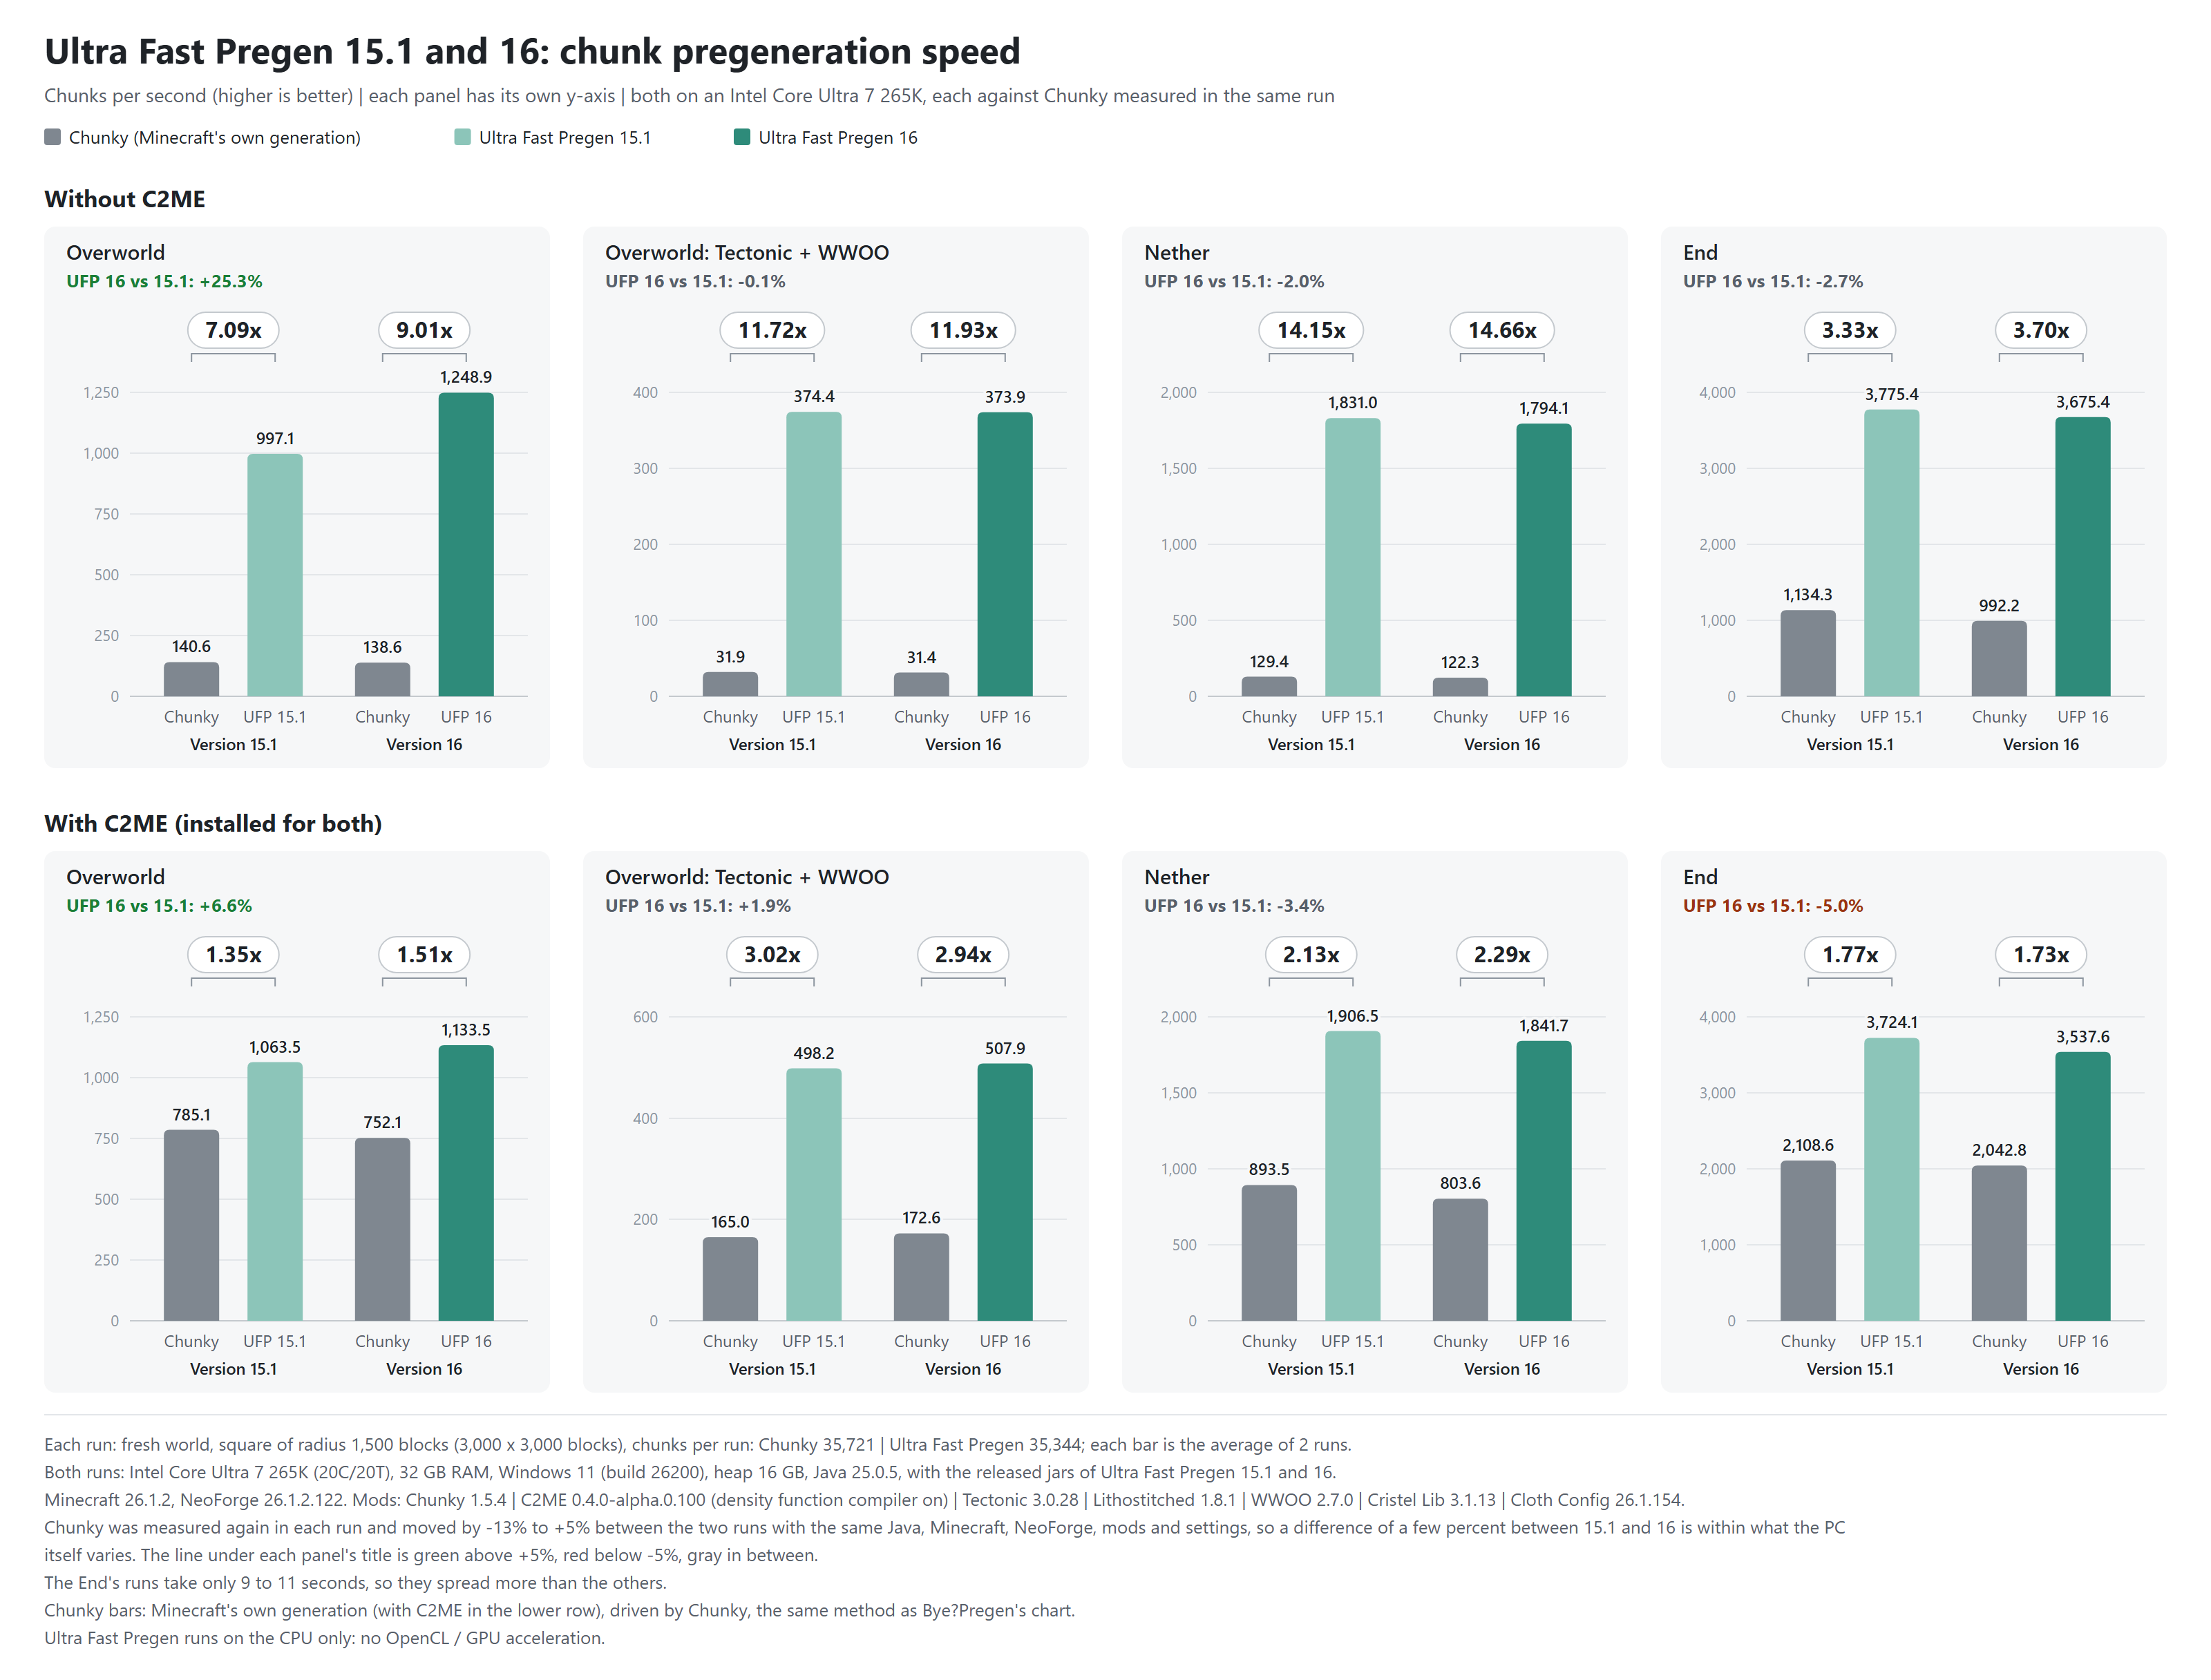 Ultra Fast Pregen 15.1 and 16: chunk pregeneration speed
Chunks per second (higher is better) | each panel has its own y-axis | both on an Intel Core Ultra 7 265K, each against Chunky measured in the same run
Chunky (Minecraft's own generation)
Ultra Fast Pregen 15.1
Ultra Fast Pregen 16
Without C2ME
Overworld
UFP 16 vs 15.1: +25.3%
7.09x
9.01x
1,250
1,000
750
500
250
0
140.6
997.1
138.6
1,248.9
Chunky
UFP 15.1
Chunky
UFP 16
Version 15.1
Version 16
Overworld: Tectonic + WWOO
UFP 16 vs 15.1: -0.1%
11.72x
11.93x
400
300
200
100
0
31.9
374.4
31.4
373.9
Chunky
UFP 15.1
Chunky
UFP 16
Version 15.1
Version 16
Nether
UFP 16 vs 15.1: -2.0%
14.15x
14.66x
2,000
1,500
1,000
500
0
129.4
1,831.0
122.3
1,794.1
Chunky
UFP 15.1
Chunky
UFP 16
Version 15.1
Version 16
End
UFP 16 vs 15.1: -2.7%
3.33x
3.70x
4,000
3,000
2,000
1,000
0
1,134.3
3,775.4
992.2
3,675.4
Chunky
UFP 15.1
Chunky
UFP 16
Version 15.1
Version 16
With C2ME (installed for both)
Overworld
UFP 16 vs 15.1: +6.6%
1.35x
1.51x
1,250
1,000
750
500
250
0
785.1
1,063.5
752.1
1,133.5
Chunky
UFP 15.1
Chunky
UFP 16
Version 15.1
Version 16
Overworld: Tectonic + WWOO
UFP 16 vs 15.1: +1.9%
3.02x
2.94x
600
400
200
0
165.0
498.2
172.6
507.9
Chunky
UFP 15.1
Chunky
UFP 16
Version 15.1
Version 16
Nether
UFP 16 vs 15.1: -3.4%
2.13x
2.29x
2,000
1,500
1,000
500
0
893.5
1,906.5
803.6
1,841.7
Chunky
UFP 15.1
Chunky
UFP 16
Version 15.1
Version 16
End
UFP 16 vs 15.1: -5.0%
1.77x
1.73x
4,000
3,000
2,000
1,000
0
2,108.6
3,724.1
2,042.8
3,537.6
Chunky
UFP 15.1
Chunky
UFP 16
Version 15.1
Version 16
Each run: fresh world, square of radius 1,500 blocks (3,000 x 3,000 blocks), chunks per run: Chunky 35,721 | Ultra Fast Pregen 35,344; each bar is the average of 2 runs.
Both runs: Intel Core Ultra 7 265K (20C/20T), 32 GB RAM, Windows 11 (build 26200), heap 16 GB, Java 25.0.5, with the released jars of Ultra Fast Pregen 15.1 and 16.
Minecraft 26.1.2, NeoForge 26.1.2.122. Mods: Chunky 1.5.4 | C2ME 0.4.0-alpha.0.100 (density function compiler on) | Tectonic 3.0.28 | Lithostitched 1.8.1 | WWOO 2.7.0 | Cristel Lib 3.1.13 | Cloth Config 26.1.154.
Chunky was measured again in each run and moved by -13% to +5% between the two runs with the same Java, Minecraft, NeoForge, mods and settings, so a difference of a few percent between 15.1 and 16 is within what the PC
itself varies. The line under each panel's title is green above +5%, red below -5%, gray in between.
The End's runs take only 9 to 11 seconds, so they spread more than the others.
Chunky bars: Minecraft's own generation (with C2ME in the lower row), driven by Chunky, the same method as Bye?Pregen's chart.
Ultra Fast Pregen runs on the CPU only: no OpenCL / GPU acceleration.